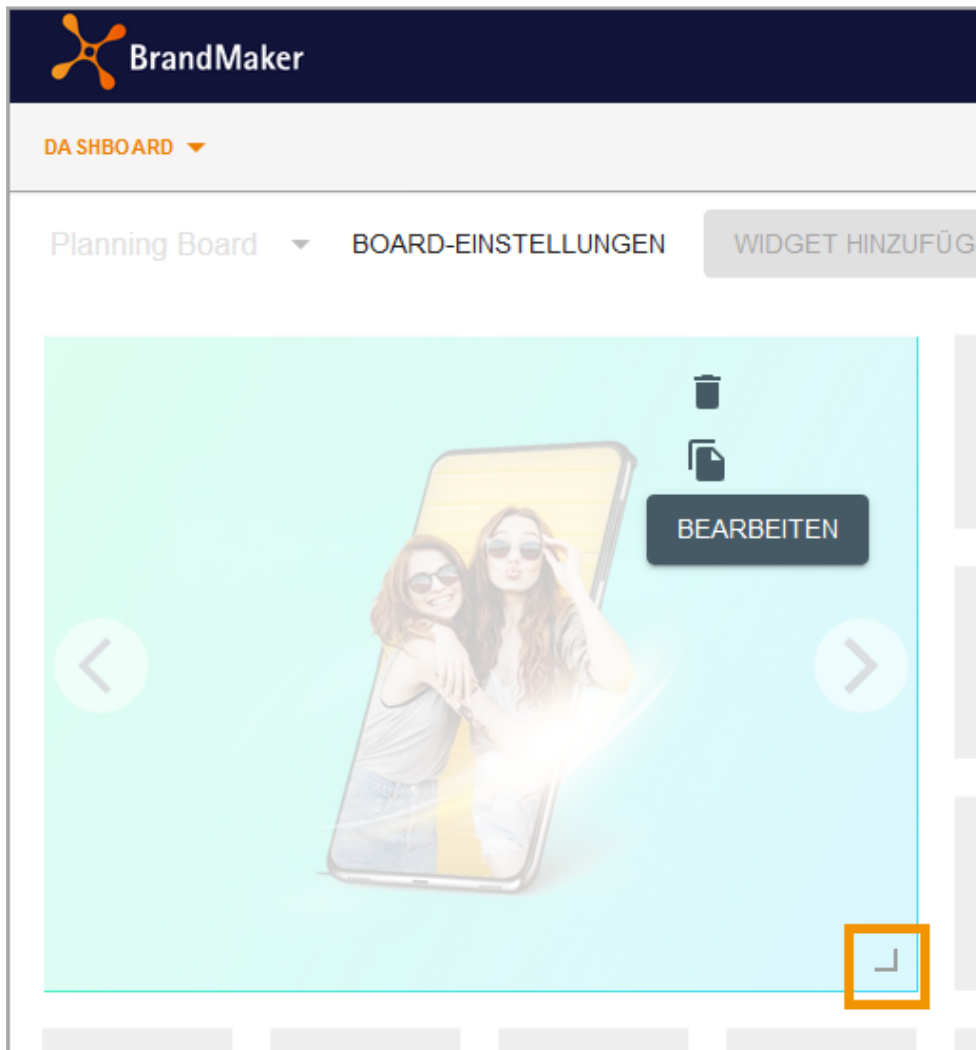 BrandMaker
DASHBOARD
Planning Board BOARD-EINSTELLUNGEN WIDGET HINZUFÜG
BEARBEITEN